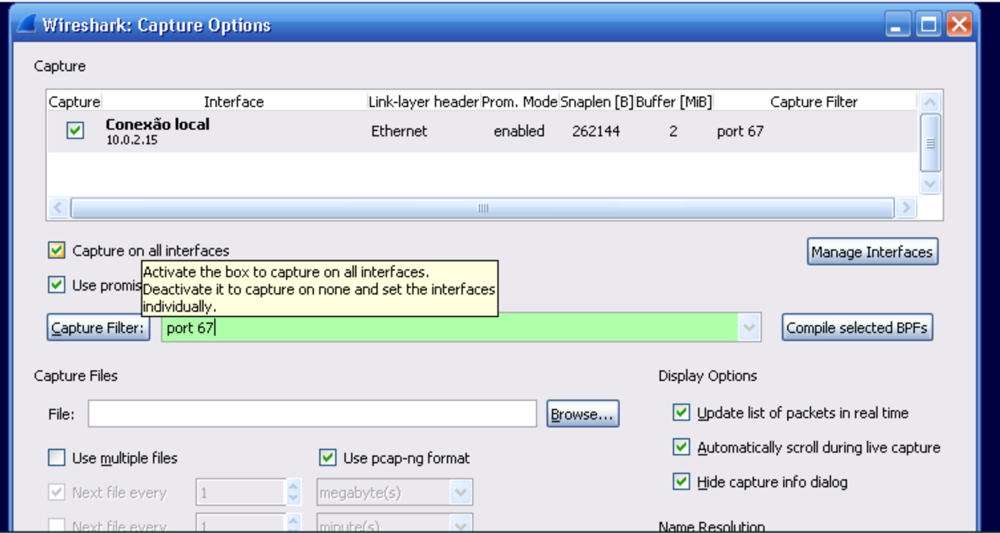 Wireshark: Capture Options
Capture
Capture Interface Link-layer header Prom. Mode Snaplen [B] Buffer [MiB] Capture Filter
Conexão local
10.0.2.15
Ethernet enabled 262144 2 port 67
Capture on all interfaces
Manage Interfaces
Activate the box to capture on all interfaces.
Deactivate it to capture on none and set the interfaces
individually.
Use promis
Capture Filter: port 67 Compile selected BPFs
Capture Files
File: Browse...
Use multiple files Use pcap-ng format
Next file every 1 megabyte(s)
Next file every 1 minute(s)
Display Options
Update list of packets in real time
Automatically scroll during live capture
Hide capture info dialog
Name Resolution